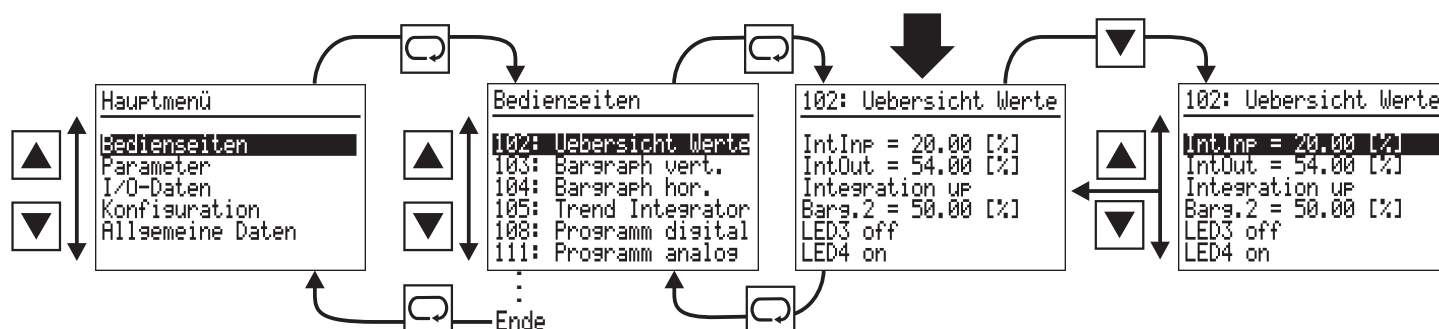 Hauptmenü
Bedienseiten
Parameter
I/O-Daten
Konfiguration
Allgemeine Daten
Bedienseiten
102: Uebersicht Werte
103: Bargraph vert.
104: Bargraph hor.
105: Trend Integrator
108: Programm digital
111: Programm analog
Ende
102: Uebersicht Werte
IntInp = 20.00 [%]
IntOut = 54.00 [%]
Integration up
Barg.2 = 50.00 [%]
LED3 off
LED4 on
102: Uebersicht Werte
IntInp = 20.00 [%]
IntOut = 54.00 [%]
Integration up
Barg.2 = 50.00 [%]
LED3 off
LED4 on